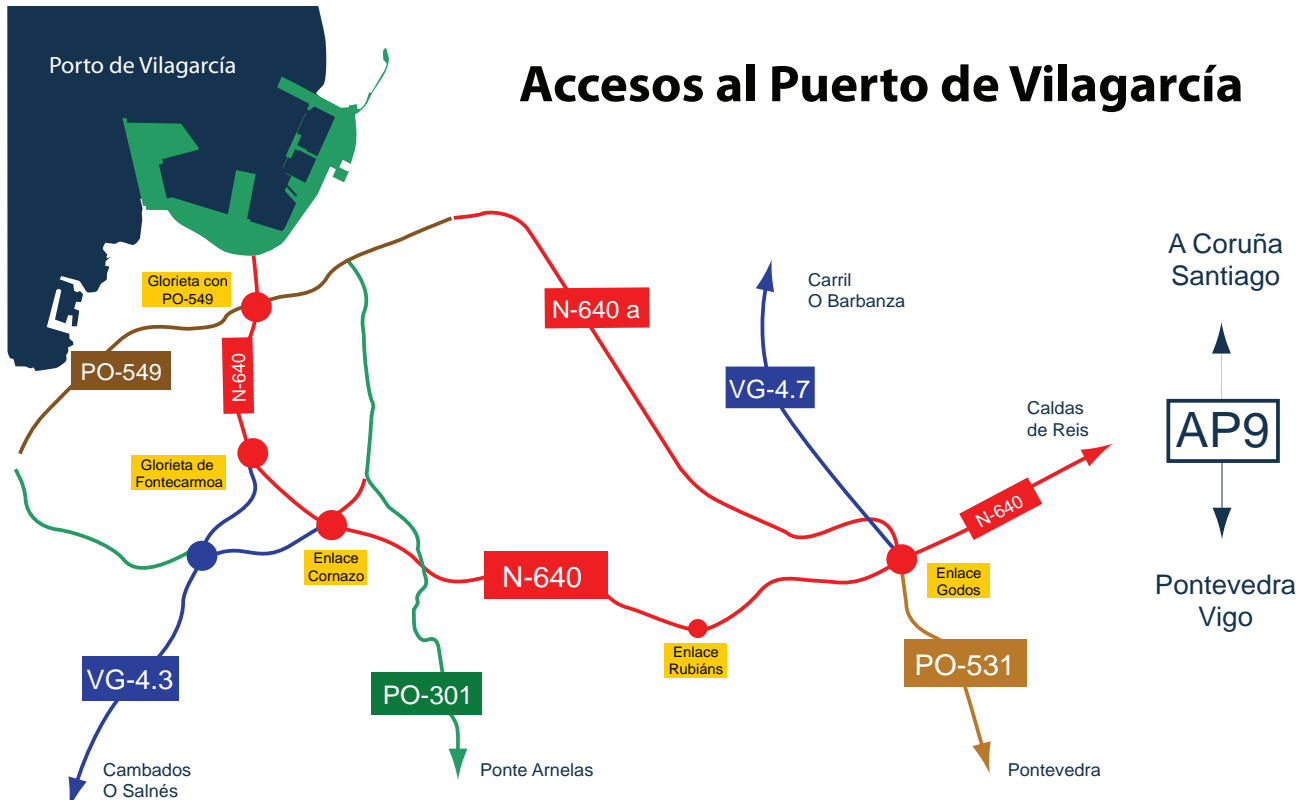 Porto de Vilagarcía
Accesos al Puerto de Vilagarcía
A Coruña
Santiago
Glorieta con
PO-549
Carril
O Barbanza
N-640 a
PO-549
N-640
VG-4.7
Caldas
de Reis
AP9
Glorieta de
Fontecarmoa
N-640
Enlace
Cornazo
N-640
Enlace
Godos
Pontevedra
Vigo
Enlace
Rubiáns
VG-4.3
PO-301
PO-531
Cambados
O Salnés
Ponte Arnelas
Pontevedra